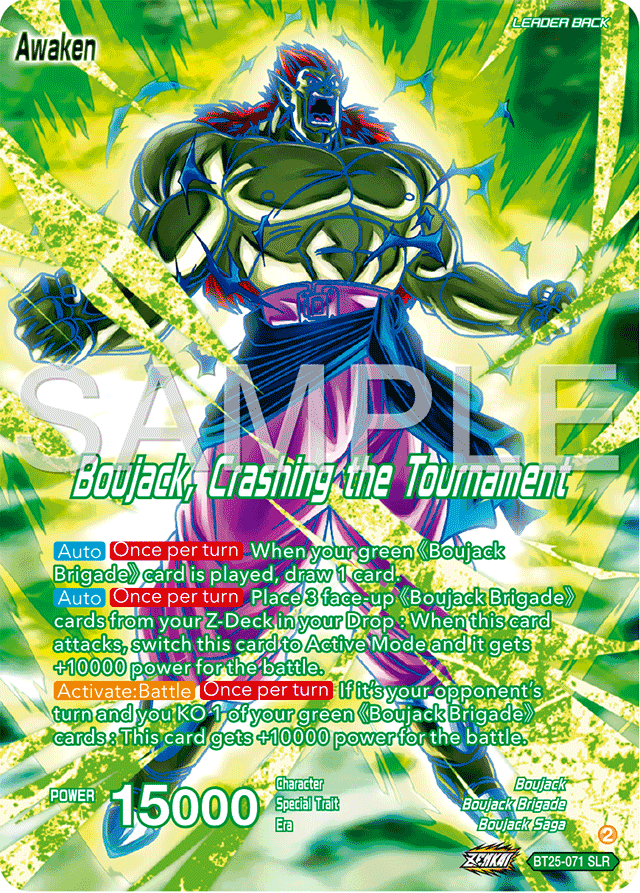 LEADER BACK
Awaken
SAMPLE
Boujack, Crashing the Tournament
Auto Once per turn When your green 《Boujack
Brigade》 card is played, draw 1 card.
Auto Once per turn Place 3 face-up 《Boujack Brigade》
cards from your Z-Deck in your Drop : When this card
attacks, switch this card to Active Mode and it gets
+10000 power for the battle.
Activate:Battle Once per turn If it's your opponent's
turn and you KO 1 of your green 《Boujack Brigade》
cards : This card gets +10000 power for the battle.
POWER 15000
Character Boujack
Special Trait Boujack Brigade
Era Boujack Saga
2
ZENKAI BT25-071 SLR